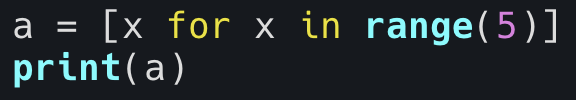 a = [x for x in range(5)]
print(a)